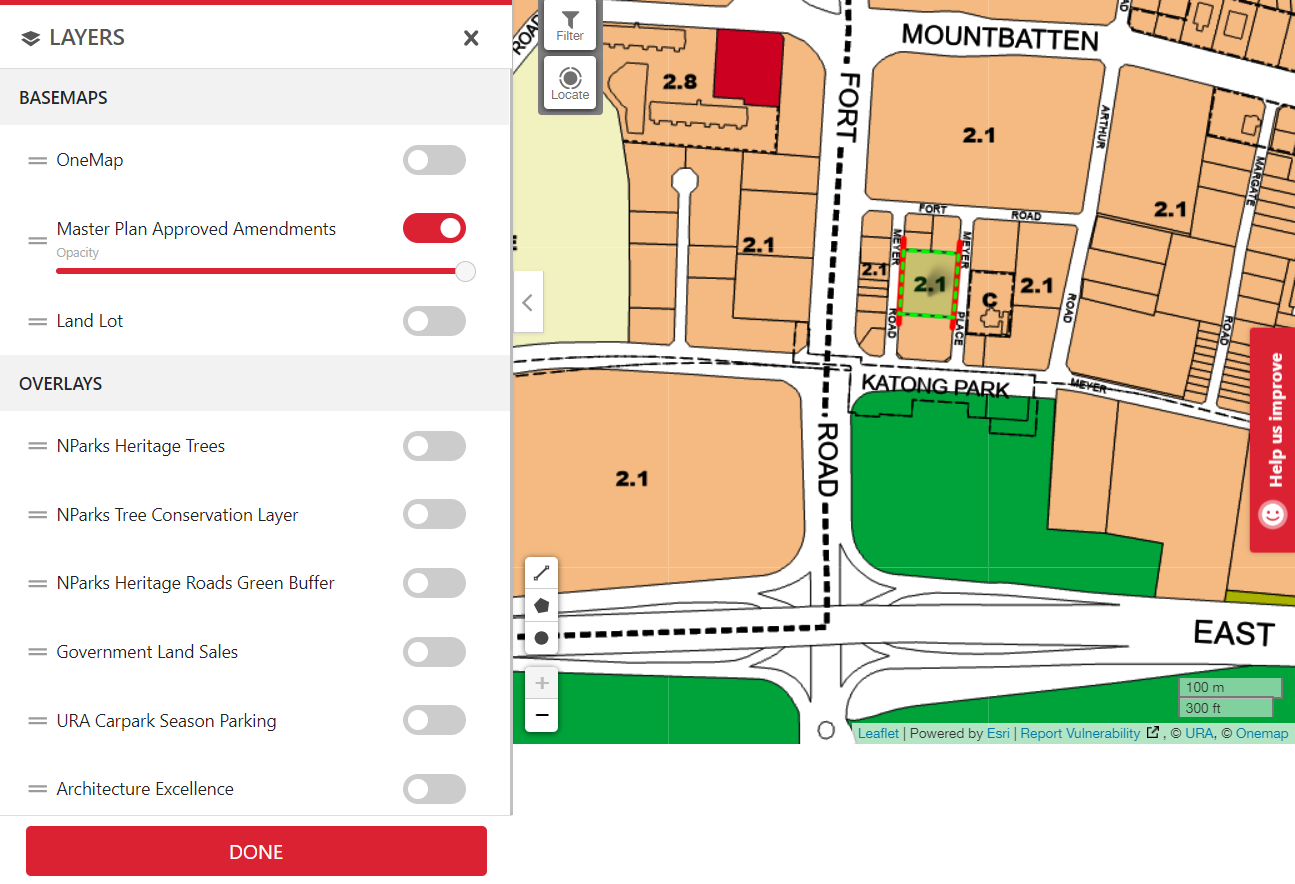 LAYERS
BASEMAPS
OneMap
Master Plan Approved Amendments
Opacity
Land Lot
OVERLAYS
NParks Heritage Trees
NParks Tree Conservation Layer
NParks Heritage Roads Green Buffer
Government Land Sales
URA Carpark Season Parking
Architecture Excellence
DONE
Filter
Locate
ROAD
MOUNTBATTEN
2.8
FORT
2.1
ARTHUR
MARGATE
2.1
FORT
ROAD
2.1
MEYER
MEYER
2.1
2.1
C
2.1
ROAD
PLACE
ROAD
ROAD
KATONG PARK
MEYER
ROAD
2.1
EAST
Help us improve
100 m
300 ft
Leaflet | Powered by Esri | Report Vulnerability , © URA, © Onemap